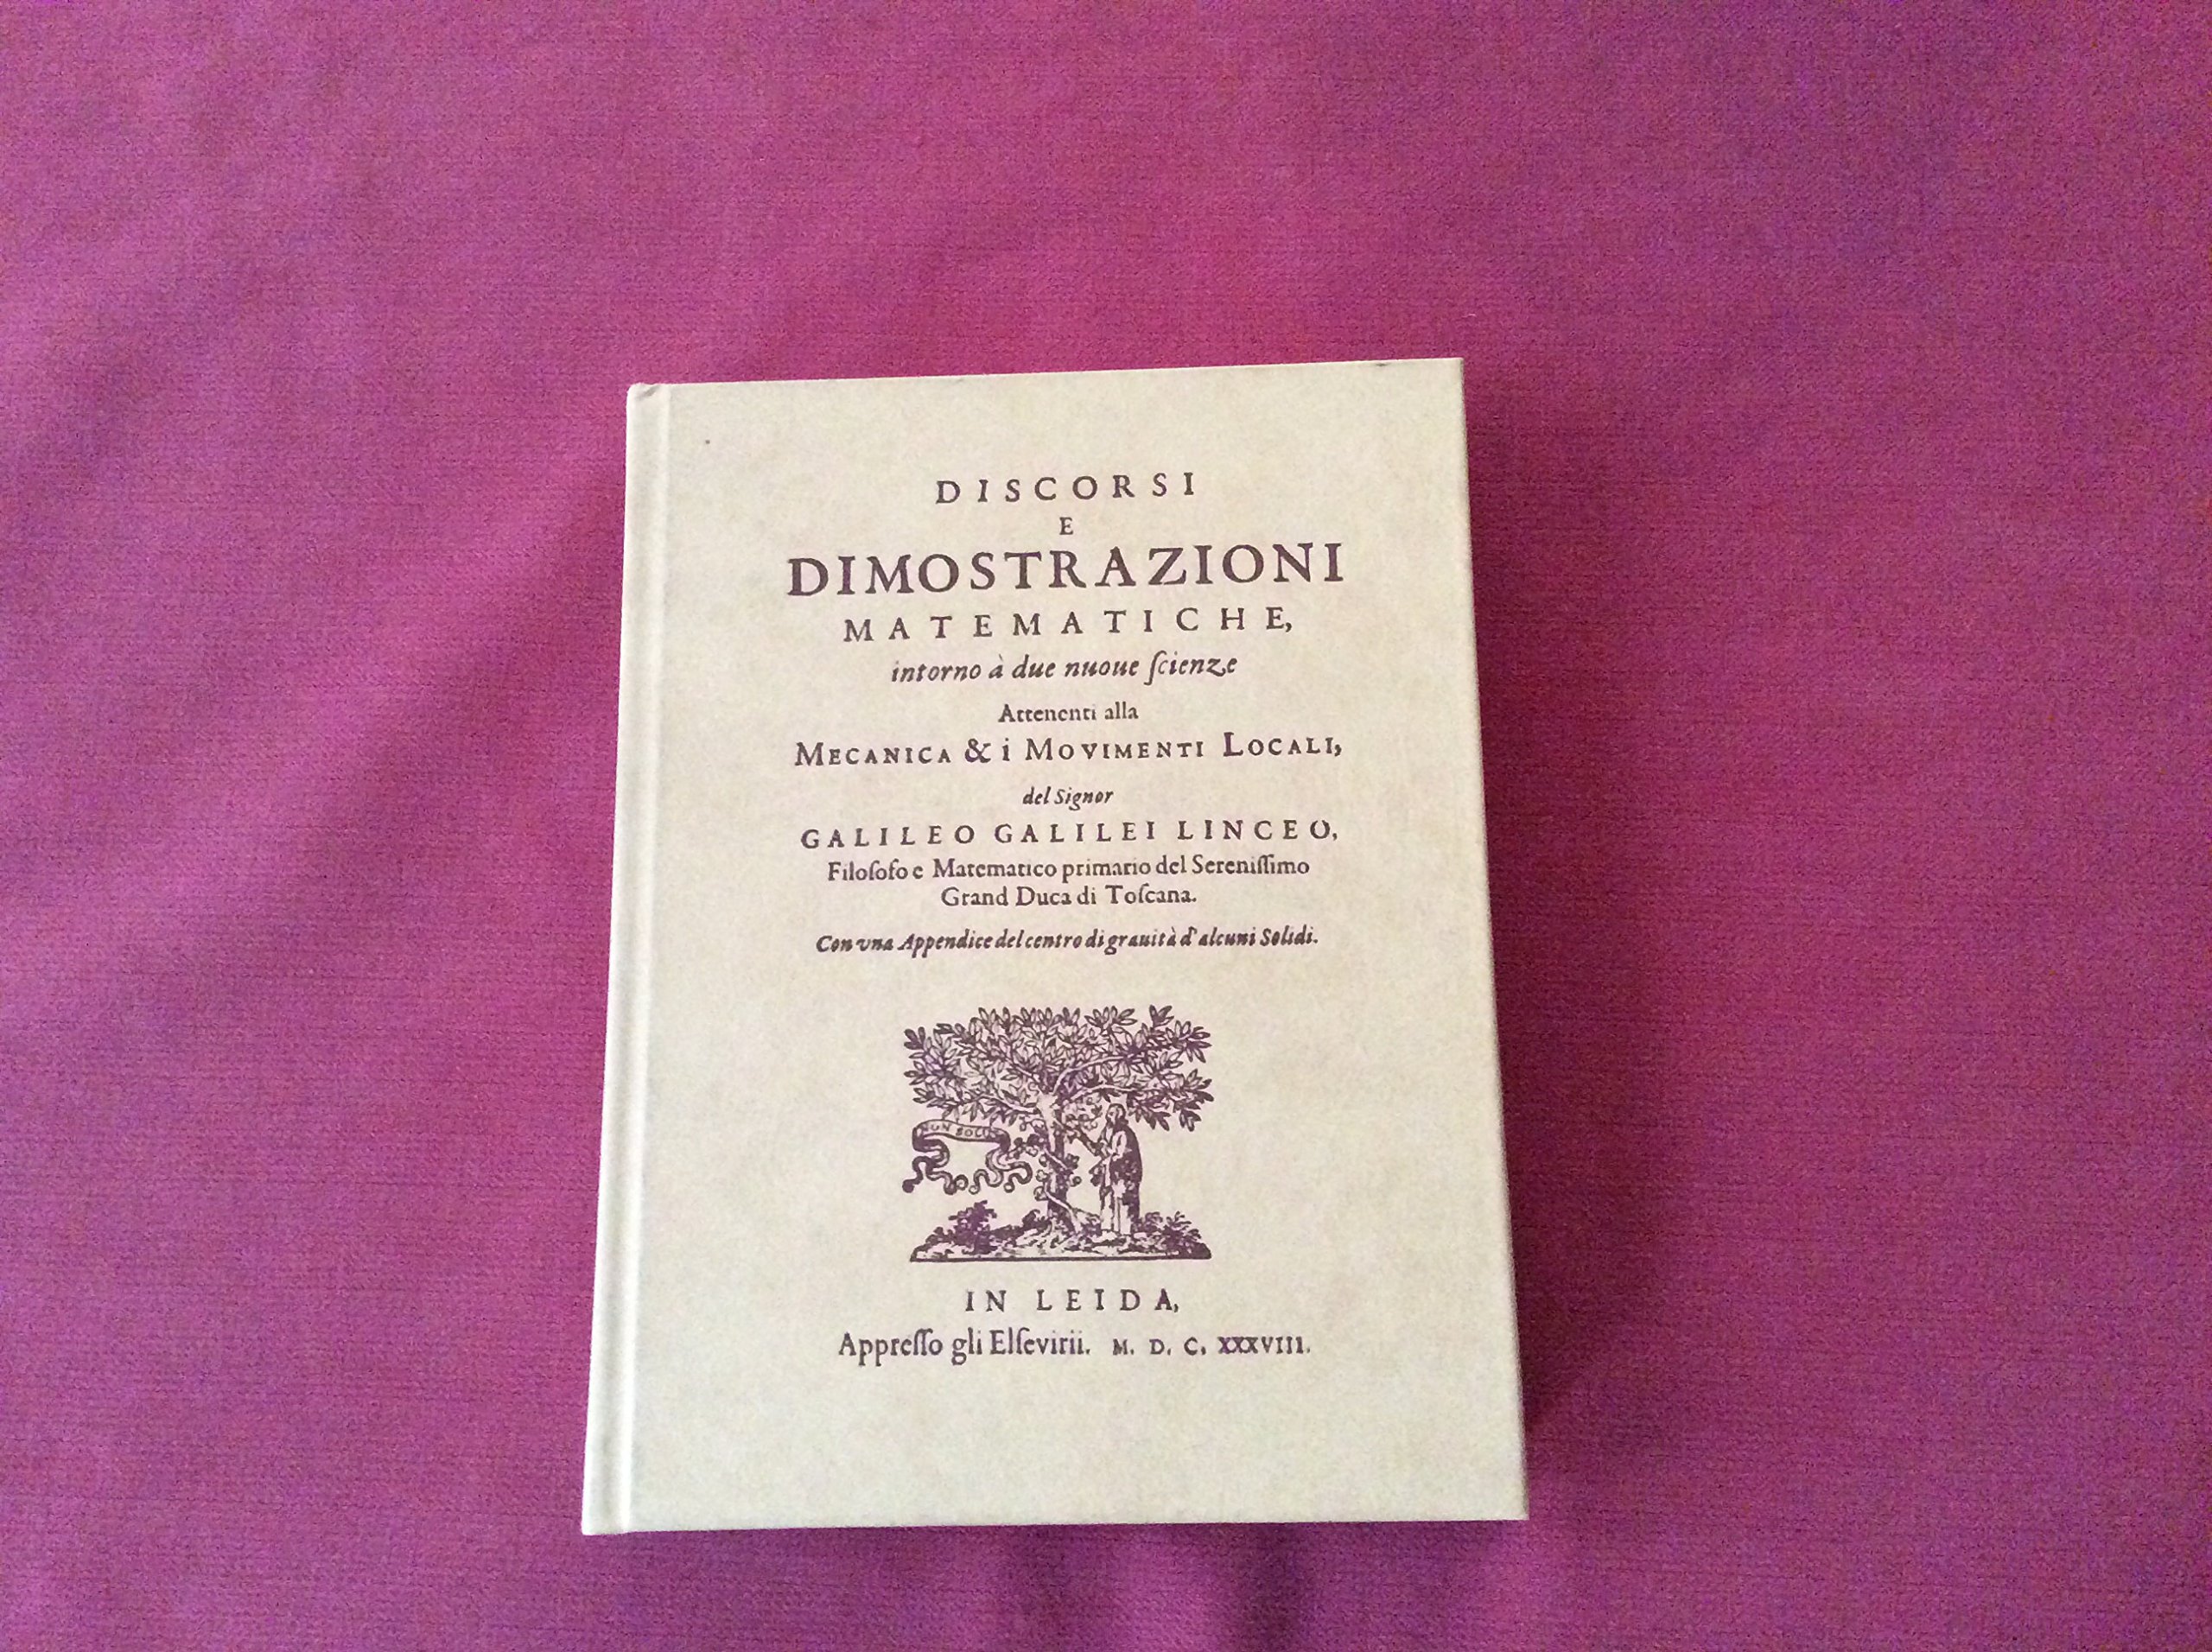 DISCORSI
E
DIMOSTRAZIONI
MATEMATICHE,
intorno à due nuoue ſcienze
Attenenti alla
MECANICA & i MOVIMENTI LOCALI,
del Signor
GALILEO GALILEI LINCEO,
Filoſofo e Matematico primario del Sereniſſimo
Grand Duca di Toſcana.
Con vna Appendice del centro di grauità d'alcuni Solidi.
NON SOLUS
IN LEIDA,
Appreſſo gli Elſevirii. M. D. C. XXXVIII.